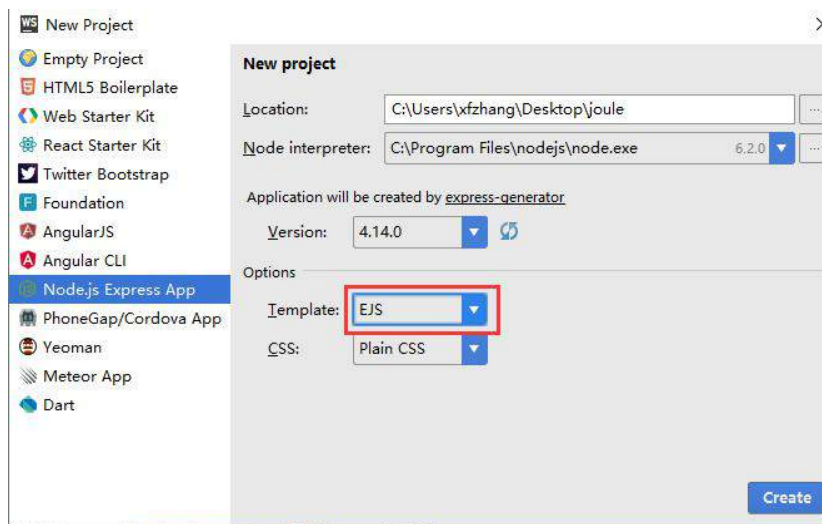 WS New Project
Empty Project
HTML5 Boilerplate
Web Starter Kit
React Starter Kit
Twitter Bootstrap
Foundation
AngularJS
Angular CLI
Node.js Express App
PhoneGap/Cordova App
Yeoman
Meteor App
Dart
New project
Location: C:\Users\xfzhang\Desktop\joule ...
Node interpreter: C:\Program Files\nodejs\node.exe 6.2.0 ...
Application will be created by express-generator
Version: 4.14.0
Options
Template: EJS
CSS: Plain CSS
Create